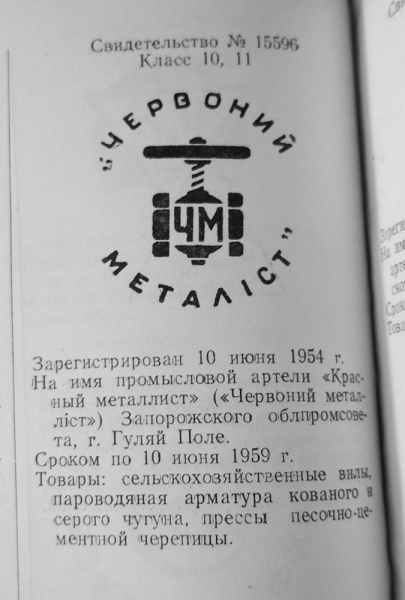 Свидетельство № 15596
Класс 10, 11
"ЧЕРВОНИЙ
ЧМ
МЕТАЛІСТ"
Зарегистрирован 10 июня 1954 г.
На имя промысловой артели «Крас-
ный металлист» («Червоний метал-
ліст») Запорожского облпромсове-
та, г. Гуляй Поле.
Сроком по 10 июня 1959 г.
Товары: сельскохозяйственные вилы,
пароводяная арматура кованого и
серого чугуна, прессы песочно-це-
ментной черепицы.